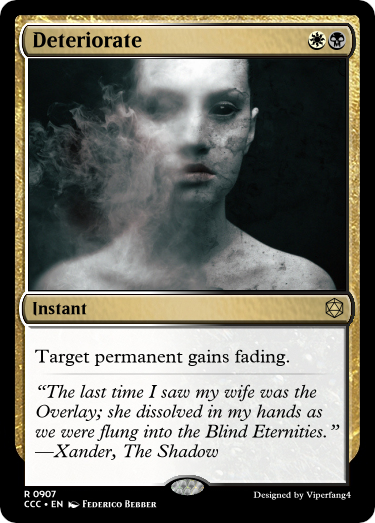 Deteriorate
Instant
Target permanent gains fading.
“The last time I saw my wife was the
Overlay; she dissolved in my hands as
we were flung into the Blind Eternities.”
—Xander, The Shadow
R 0907
CCC • EN Federico Bebber
Designed by Viperfang4